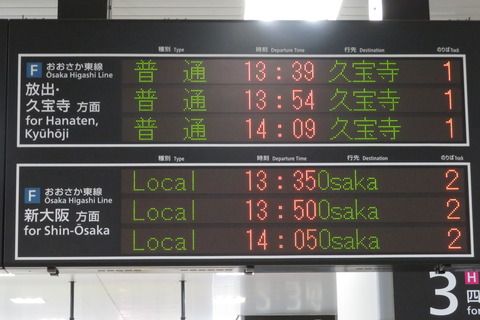 種別 Type 時刻 Departure Time 行先 Destination のりば Track
F おおさか東線
Osaka Higashi Line
放出・
久宝寺 方面
for Hanaten,
Kyūhōji
普通 13:39 久宝寺 1
普通 13:54 久宝寺 1
普通 14:09 久宝寺 1
種別 Type 時刻 Departure Time 行先 Destination のりば Track
F おおさか東線
Osaka Higashi Line
新大阪 方面
for Shin-Ōsaka
Local 13:35 Osaka 2
Local 13:50 Osaka 2
Local 14:05 Osaka 2
3 H
四
for